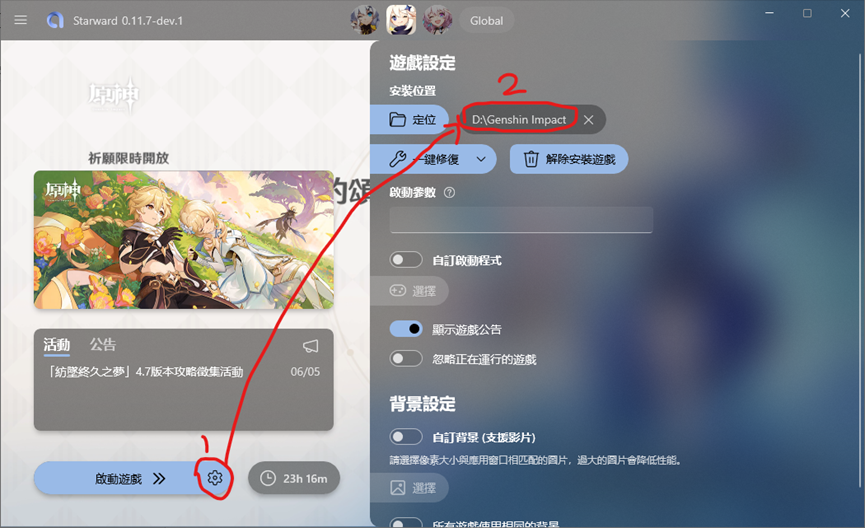 Starward 0.11.7-dev.1
Global
原神
祈願限時開放
的頌
原神
活動
公告
「紡墜終久之夢」4.7版本攻略徵集活動
06/05
1
啟動遊戲
23h 16m
遊戲設定
安裝位置
2
定位
D:\Genshin Impact
一鍵修復
解除安裝遊戲
啟動參數
自訂啟動程式
選擇
顯示遊戲公告
忽略正在運行的遊戲
背景設定
自訂背景 (支援影片)
請選擇像素大小與應用窗口相匹配的圖片，過大的圖片會降低性能。
選擇
所有遊戲使用相同的背景